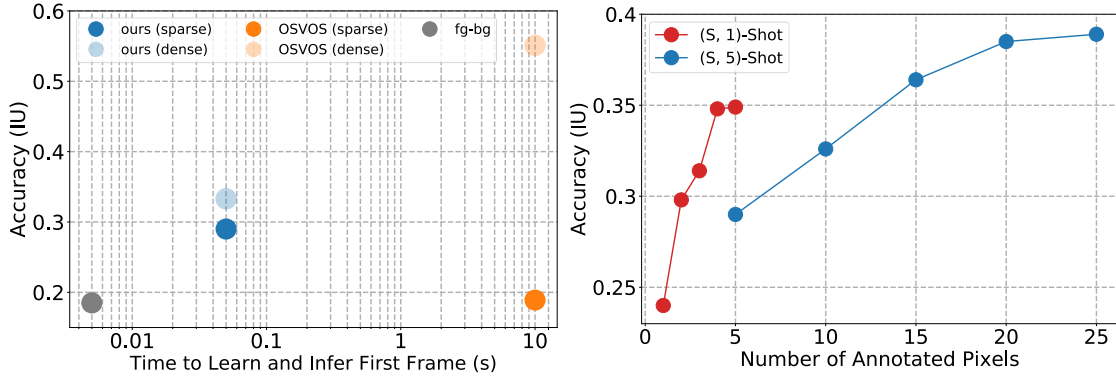 0.6
0.5
0.4
0.3
0.2
Accuracy (IU)
ours (sparse)
ours (dense)
OSVOS (sparse)
OSVOS (dense)
fg-bg
0.01
0.1
1
10
Time to Learn and Infer First Frame (s)
0.4
0.35
0.3
0.25
Accuracy (IU)
(S, 1)-Shot
(S, 5)-Shot
0
5
10
15
20
25
Number of Annotated Pixels